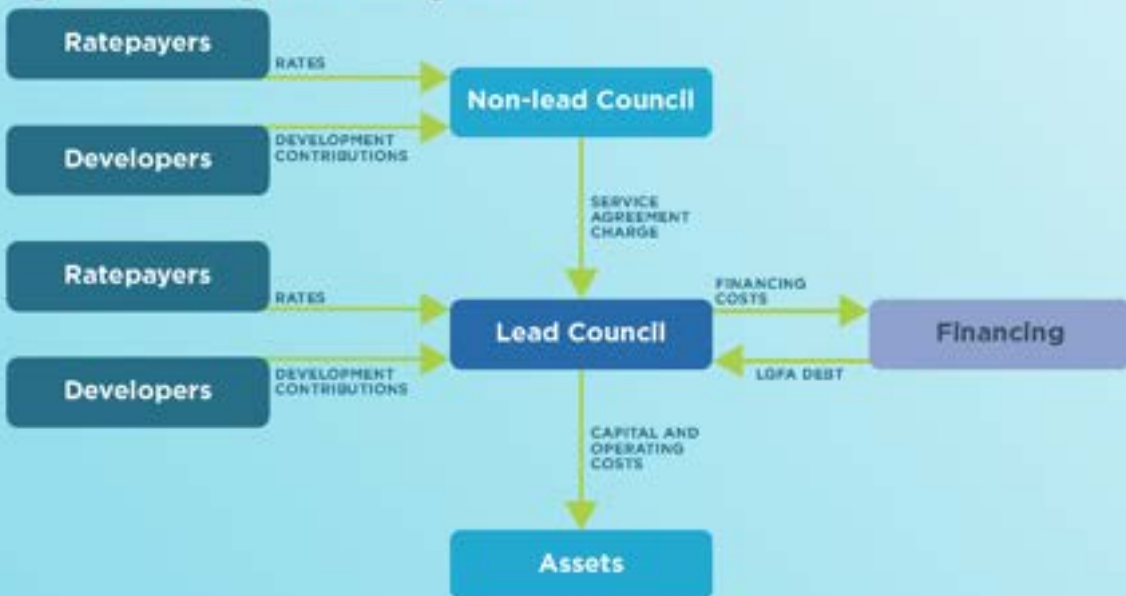 Ratepayers
RATES
Non-lead Council
Developers
DEVELOPMENT
CONTRIBUTIONS
SERVICE
AGREEMENT
CHARGE
Ratepayers
RATES
Lead Council
FINANCING
COSTS
Financing
LGFA DEBT
Developers
DEVELOPMENT
CONTRIBUTIONS
CAPITAL AND
OPERATING
COSTS
Assets